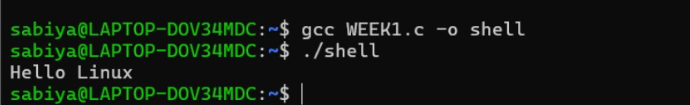 sabiya@LAPTOP-DOV34MDC:~$ gcc WEEK1.c -o shell
sabiya@LAPTOP-DOV34MDC:~$ ./shell
Hello Linux
sabiya@LAPTOP-DOV34MDC:~$